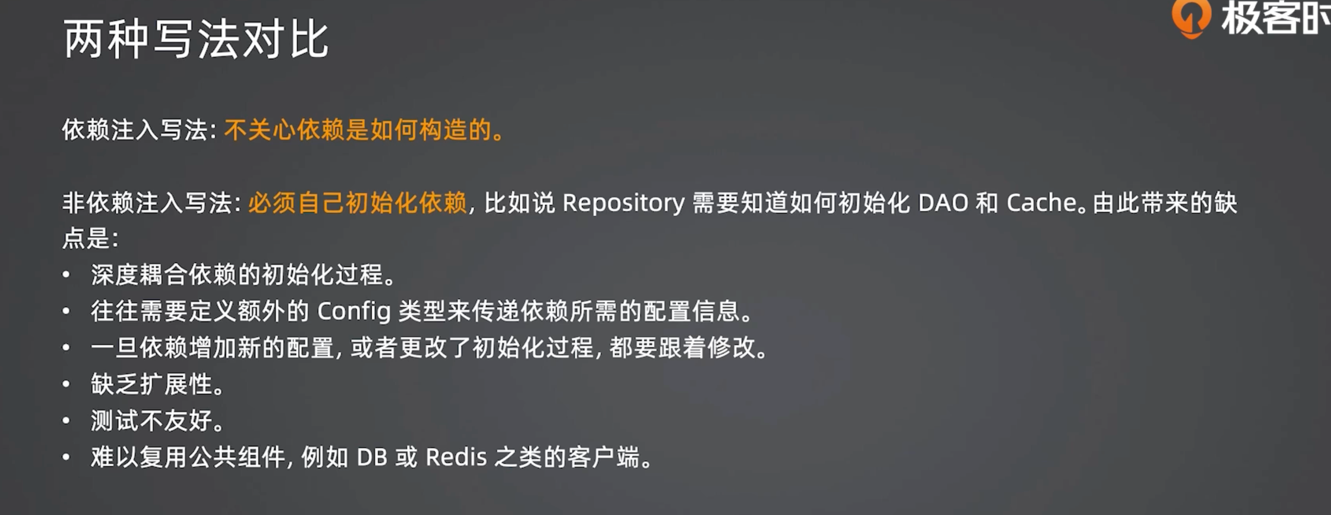 两种写法对比
极客时
依赖注入写法:不关心依赖是如何构造的。
非依赖注入写法:必须自己初始化依赖, 比如说 Repository 需要知道如何初始化 DAO 和 Cache。由此带来的缺
点是:
• 深度耦合依赖的初始化过程。
• 往往需要定义额外的 Config 类型来传递依赖所需的配置信息。
• 一旦依赖增加新的配置, 或者更改了初始化过程, 都要跟着修改。
• 缺乏扩展性。
• 测试不友好。
• 难以复用公共组件, 例如 DB 或 Redis 之类的客户端。